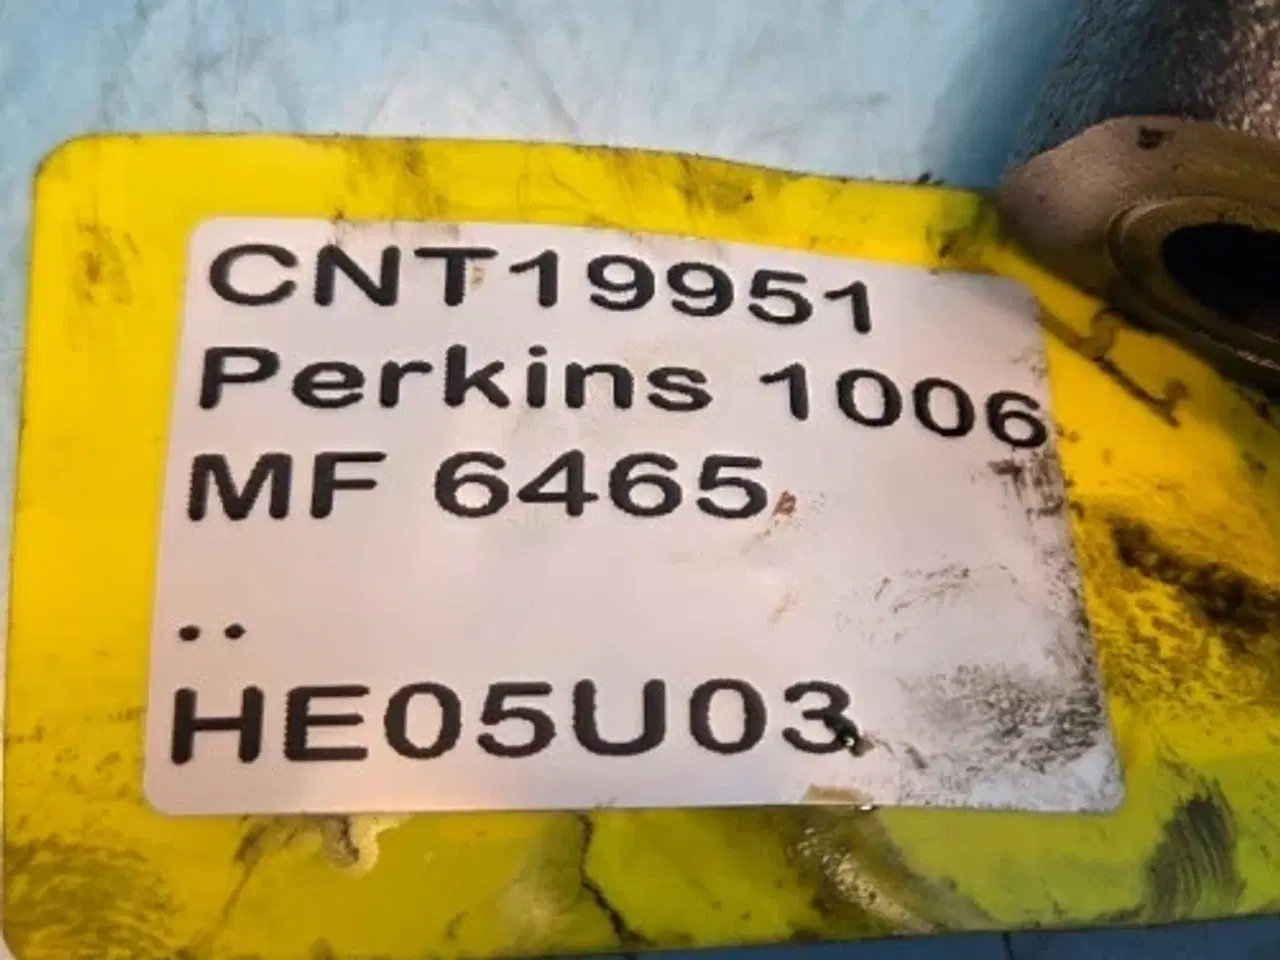 CNT19951
Perkins 1006
MF 6465
..
HE05U03